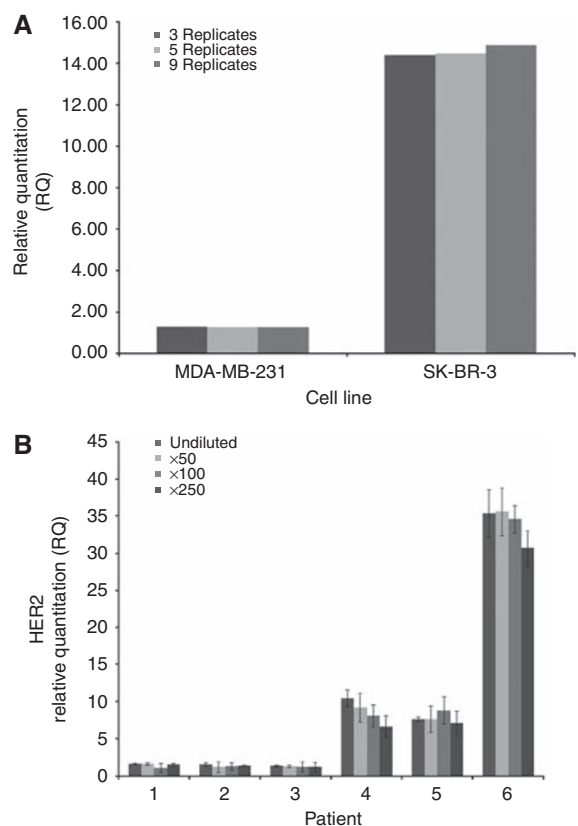 A
3 Replicates
5 Replicates
9 Replicates
16.00
14.00
12.00
10.00
8.00
6.00
4.00
2.00
0.00
Relative quantitation
(RQ)
MDA-MB-231 SK-BR-3
Cell line
B
Undiluted
×50
×100
×250
45
40
35
30
25
20
15
10
5
0
HER2
relative quantitation (RQ)
1 2 3 4 5 6
Patient